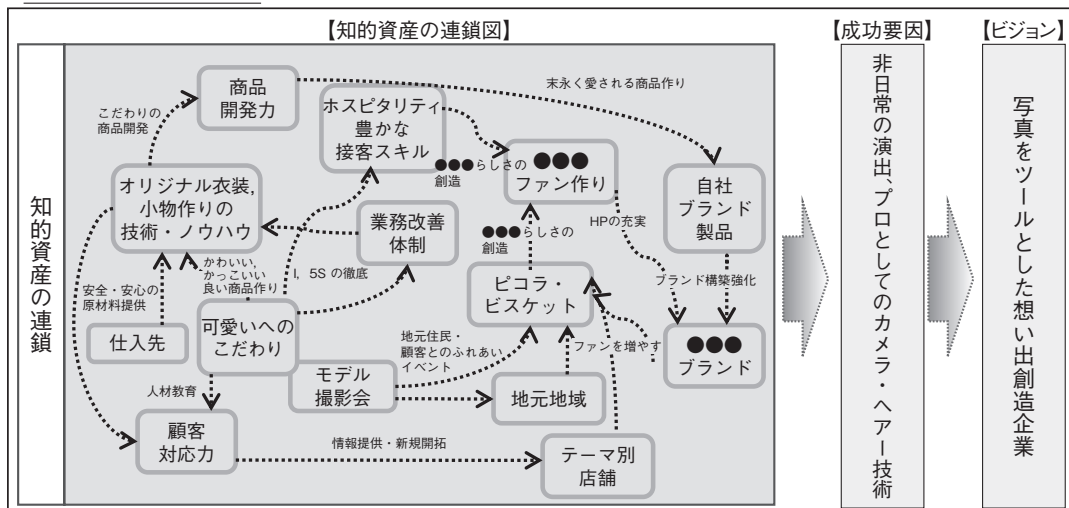 【知的資産の連鎖図】
【成功要因】
【ビジョン】
知的資産の連鎖
商品
開発力
末永く愛される商品作り
こだわりの
商品開発
ホスピタリティ
豊かな
接客スキル
●●●らしさの
創造
●●●
ファン作り
自社
ブランド
製品
オリジナル衣装,
小物作りの
技術・ノウハウ
業務改善
体制
HPの充実
●●●らしさの
創造
かわいい,
かっこいい
良い商品作り
I, 5Sの徹底
安全・安心の
原材料提供
ピコラ・
ビスケット
ブランド構築強化
仕入先
可愛いへの
こだわり
地元住民・
顧客とのふれあい
イベント
ファンを増やす
●●●
ブランド
モデル
撮影会
地元地域
人材教育
顧客
対応力
情報提供・新規開拓
テーマ別
店舗
非日常の演出、プロとしてのカメラ・ヘアー技術
写真をツールとした想い出創造企業